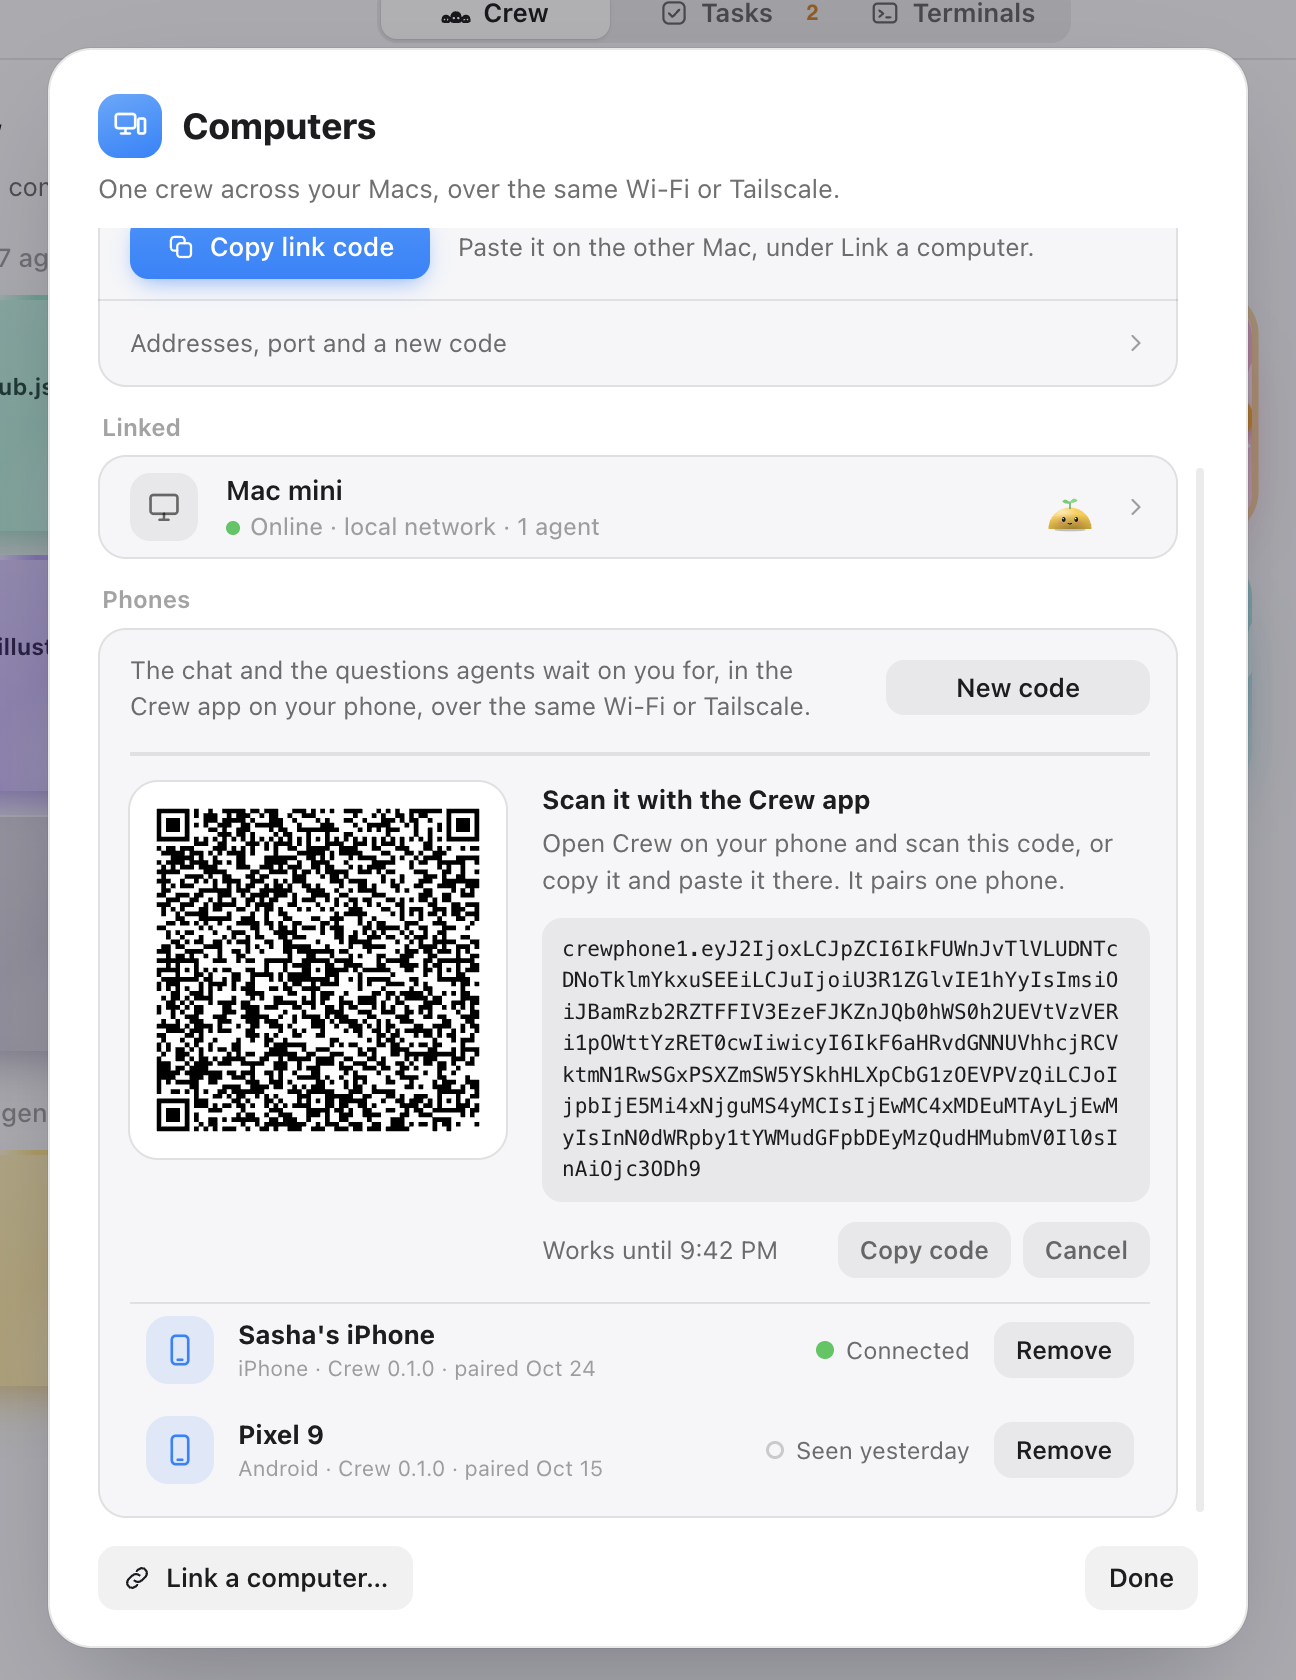 Crew
Tasks 2
Terminals
Computers
One crew across your Macs, over the same Wi-Fi or Tailscale.
Copy link code
Paste it on the other Mac, under Link a computer.
Addresses, port and a new code
Linked
Mac mini
Online · local network · 1 agent
Phones
The chat and the questions agents wait on you for, in the
Crew app on your phone, over the same Wi-Fi or Tailscale.
New code
Scan it with the Crew app
Open Crew on your phone and scan this code, or
copy it and paste it there. It pairs one phone.
crewphone1.eyJ2IjoxLCJpZCI6IkFUWnJvTlVLUDNTc
DNoTklmYkxuSEEiLCJuIjoiU3R1ZGlvIE1hYyIsImsiO
iJBamRzb2RZTFFIV3EzeFJKZnJQb0hWS0h2UEVtVzVER
i1pOWttYzRET0cwIiwicyI6IkF6aHRvdGNNUVhhcjRCV
ktmN1RwSGxPSXZmSW5YSkhHLXpCbG1zOEVPVzQiLCJoI
jpbIjE5Mi4xNjguMS4yMCIsIjEwMC4xMDEuMTAyLjEwM
yIsInN0dWRpby1tYWMudGFpbDEyMzQudHMubmV0Il0sI
nAiOjc3ODh9
Works until 9:42 PM
Copy code
Cancel
Sasha's iPhone
iPhone · Crew 0.1.0 · paired Oct 24
Connected
Remove
Pixel 9
Android · Crew 0.1.0 · paired Oct 15
Seen yesterday
Remove
Link a computer...
Done
7 ag
ub.js
illust
gen